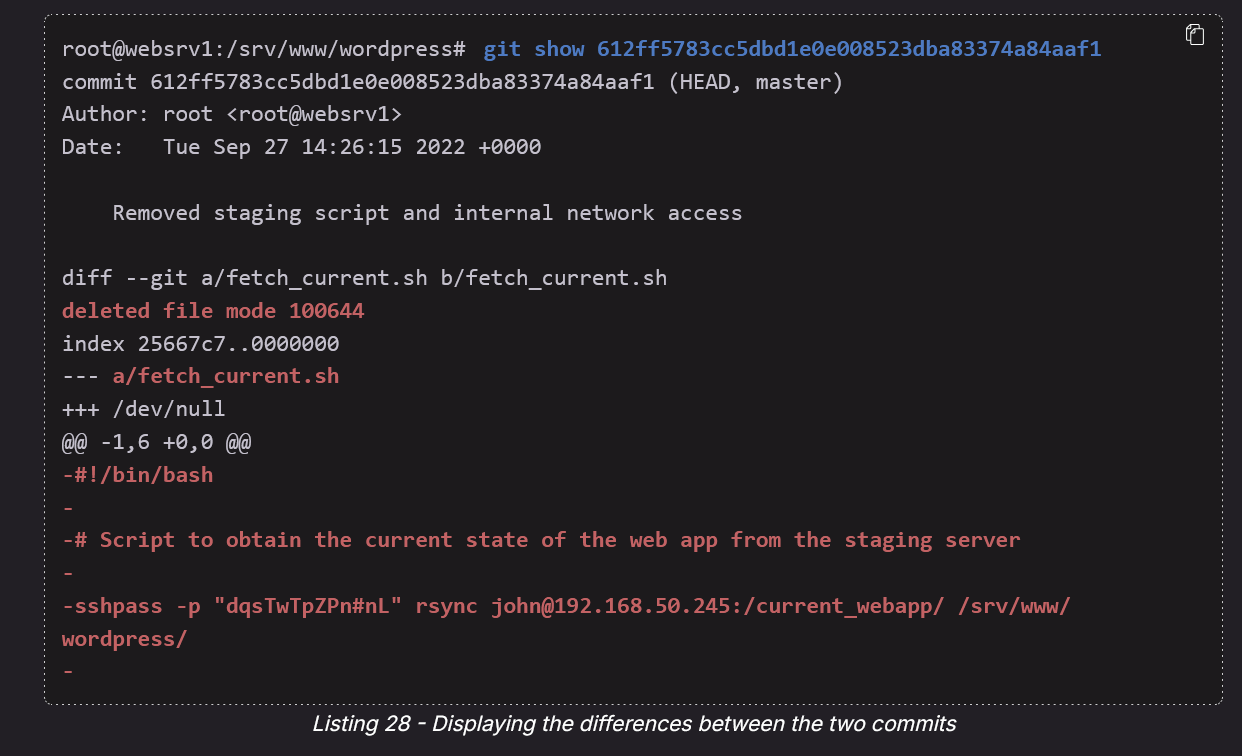 root@websrv1:/srv/www/wordpress# git show 612ff5783cc5dbd1e0e008523dba83374a84aaf1
commit 612ff5783cc5dbd1e0e008523dba83374a84aaf1 (HEAD, master)
Author: root <root@websrv1>
Date:   Tue Sep 27 14:26:15 2022 +0000
    Removed staging script and internal network access
diff --git a/fetch_current.sh b/fetch_current.sh
deleted file mode 100644
index 25667c7..0000000
--- a/fetch_current.sh
+++ /dev/null
@@ -1,6 +0,0 @@
-#!/bin/bash
-
-# Script to obtain the current state of the web app from the staging server
-
-sshpass -p "dqsTwTpZPn#nL" rsync john@192.168.50.245:/current_webapp/ /srv/www/
wordpress/
-
Listing 28 - Displaying the differences between the two commits